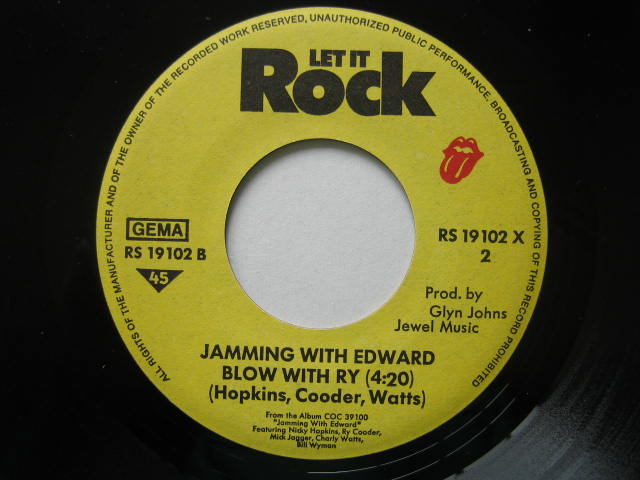 ALL RIGHTS OF THE MANUFACTURER AND OF THE OWNER OF THE RECORDED WORK RESERVED, UNAUTHORIZED PUBLIC PERFORMANCE, BROADCASTING AND COPYING OF THIS RECORD PROHIBITED
LET IT
ROCK
GEMA
RS 19102 B
45
RS 19102 X
2
Prod. by
Glyn Johns
Jewel Music
JAMMING WITH EDWARD
BLOW WITH RY (4:20)
(Hopkins, Cooder, Watts)
From the Album COC 39100
"Jamming With Edward"
Featuring Nicky Hopkins, Ry Cooder,
Mick Jagger, Charly Watts,
Bill Wyman